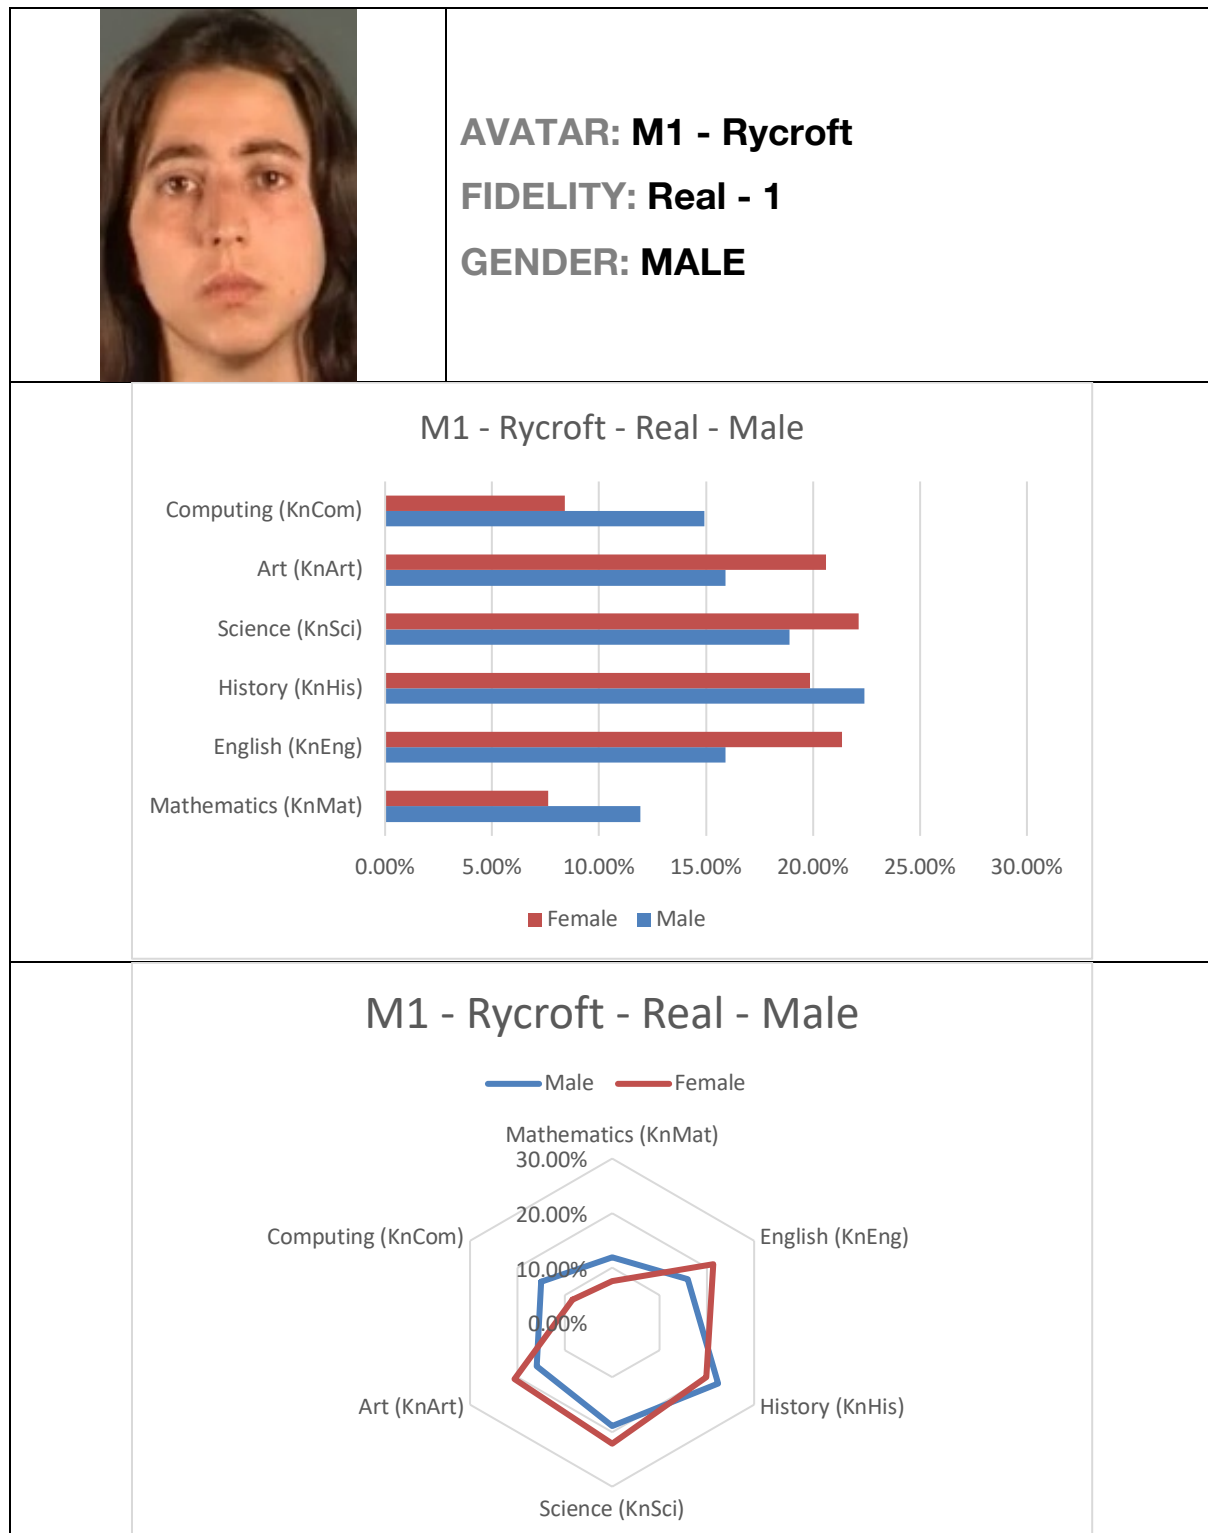 AVATAR: M1 - Rycroft
FIDELITY: Real - 1
GENDER: MALE
M1 - Rycroft - Real - Male
Computing (KnCom)
Art (KnArt)
Science (KnSci)
History (KnHis)
English (KnEng)
Mathematics (KnMat)
0.00% 5.00% 10.00% 15.00% 20.00% 25.00% 30.00%
Female Male
M1 - Rycroft - Real - Male
Male Female
Mathematics (KnMat)
30.00%
20.00%
Computing (KnCom) English (KnEng)
10.00%
0.00%
Art (KnArt) History (KnHis)
Science (KnSci)